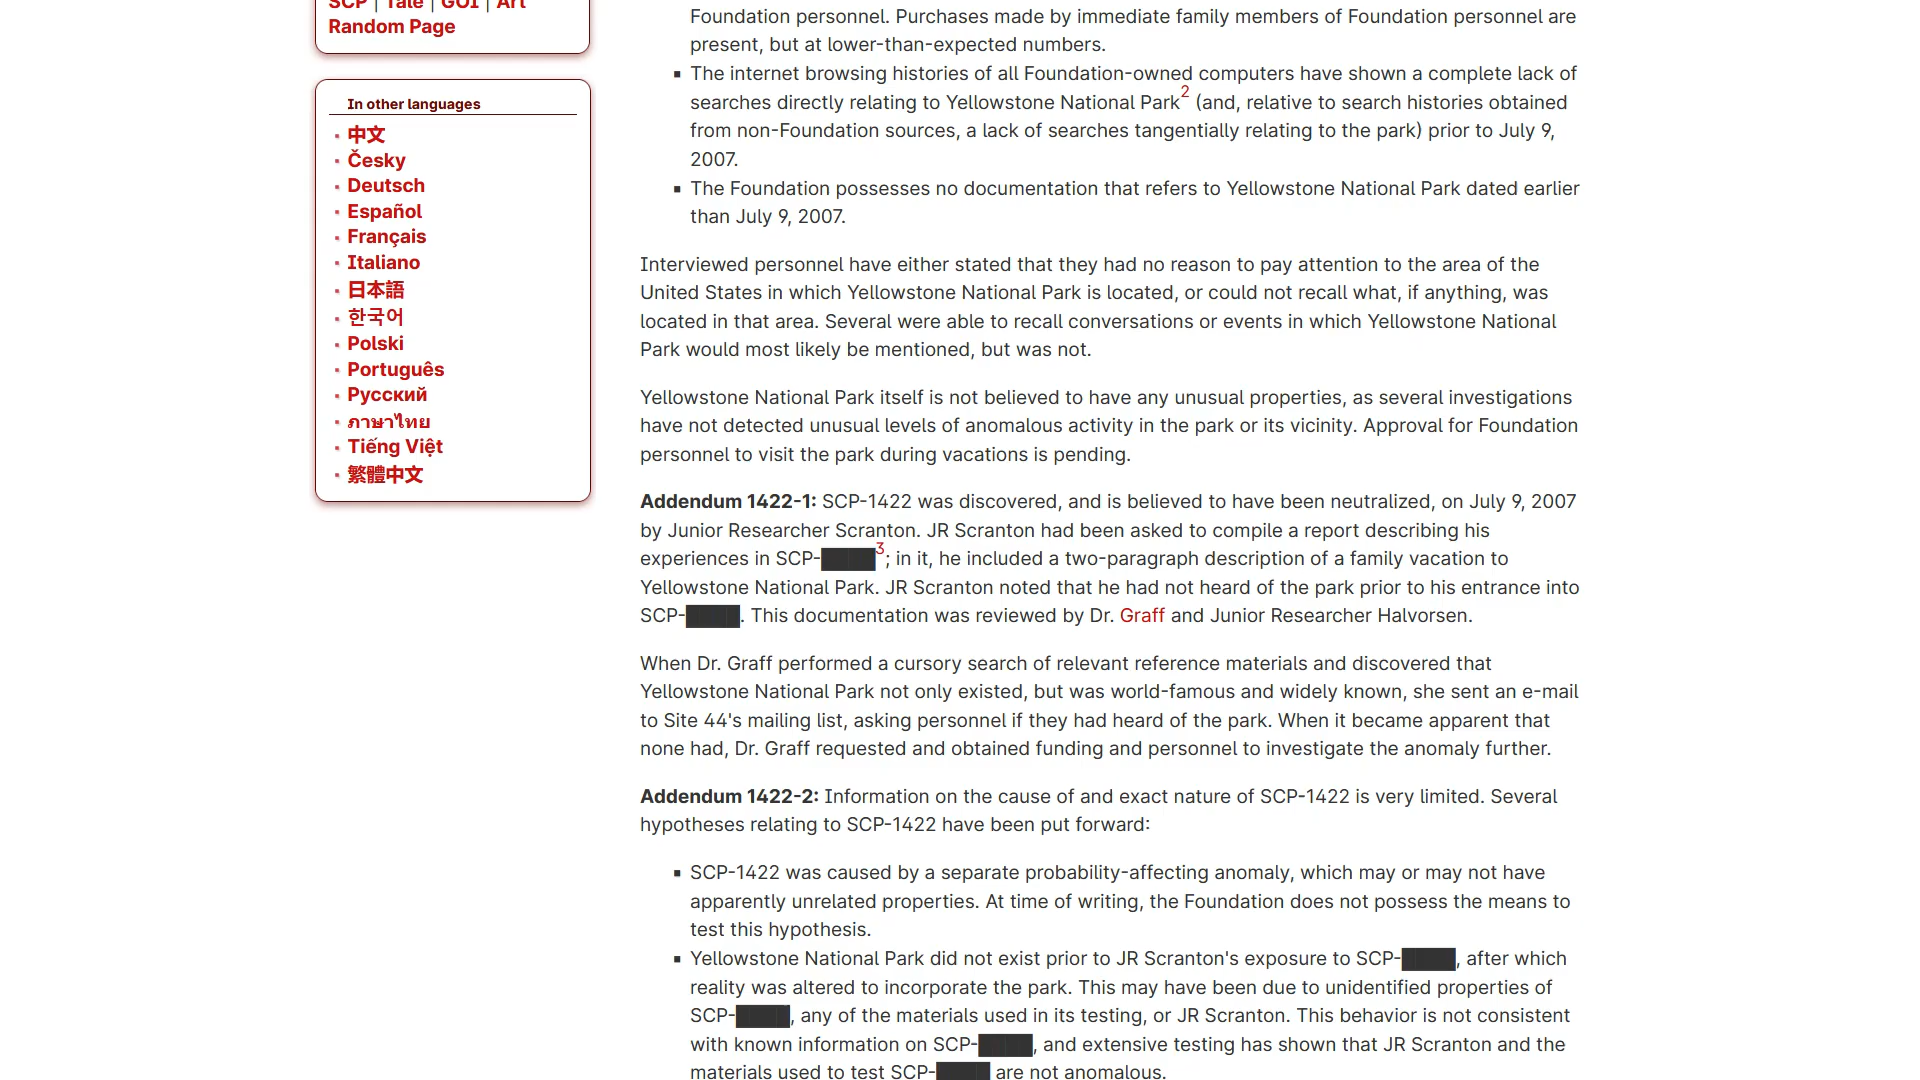 SCP | Tale | GOI | Art
Random Page
In other languages
中文
Česky
Deutsch
Español
Français
Italiano
日本語
한국어
Polski
Português
Русский
ภาษาไทย
Tiếng Việt
繁體中文
Foundation personnel. Purchases made by immediate family members of Foundation personnel are
present, but at lower-than-expected numbers.
The internet browsing histories of all Foundation-owned computers have shown a complete lack of
searches directly relating to Yellowstone National Park2 (and, relative to search histories obtained
from non-Foundation sources, a lack of searches tangentially relating to the park) prior to July 9,
2007.
The Foundation possesses no documentation that refers to Yellowstone National Park dated earlier
than July 9, 2007.
Interviewed personnel have either stated that they had no reason to pay attention to the area of the
United States in which Yellowstone National Park is located, or could not recall what, if anything, was
located in that area. Several were able to recall conversations or events in which Yellowstone National
Park would most likely be mentioned, but was not.
Yellowstone National Park itself is not believed to have any unusual properties, as several investigations
have not detected unusual levels of anomalous activity in the park or its vicinity. Approval for Foundation
personnel to visit the park during vacations is pending.
Addendum 1422-1: SCP-1422 was discovered, and is believed to have been neutralized, on July 9, 2007
by Junior Researcher Scranton. JR Scranton had been asked to compile a report describing his
experiences in SCP-████3; in it, he included a two-paragraph description of a family vacation to
Yellowstone National Park. JR Scranton noted that he had not heard of the park prior to his entrance into
SCP-████. This documentation was reviewed by Dr. Graff and Junior Researcher Halvorsen.
When Dr. Graff performed a cursory search of relevant reference materials and discovered that
Yellowstone National Park not only existed, but was world-famous and widely known, she sent an e-mail
to Site 44's mailing list, asking personnel if they had heard of the park. When it became apparent that
none had, Dr. Graff requested and obtained funding and personnel to investigate the anomaly further.
Addendum 1422-2: Information on the cause of and exact nature of SCP-1422 is very limited. Several
hypotheses relating to SCP-1422 have been put forward:
SCP-1422 was caused by a separate probability-affecting anomaly, which may or may not have
apparently unrelated properties. At time of writing, the Foundation does not possess the means to
test this hypothesis.
Yellowstone National Park did not exist prior to JR Scranton's exposure to SCP-████, after which
reality was altered to incorporate the park. This may have been due to unidentified properties of
SCP-████, any of the materials used in its testing, or JR Scranton. This behavior is not consistent
with known information on SCP-████, and extensive testing has shown that JR Scranton and the
materials used to test SCP-████ are not anomalous.